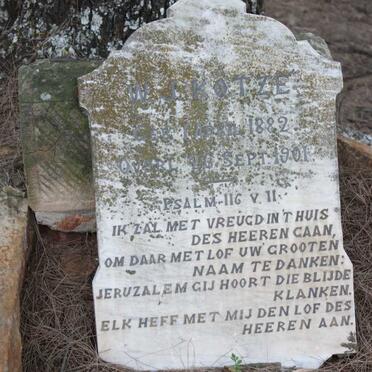 W. J. KOTZE
1882
OVERL. 28 SEPT. 1901.
PSALM 116 V. 11
IK ZAL MET VREUGD IN'T HUIS
DES HEEREN GAAN,
OM DAAR MET LOF UW' GROOTEN
NAAM TE DANKEN:
JERUZALEM GIJ HOORT DIE BLIJDE
KLANKEN.
ELK HEFF MET MIJ DEN LOF DES
HEEREN AAN.